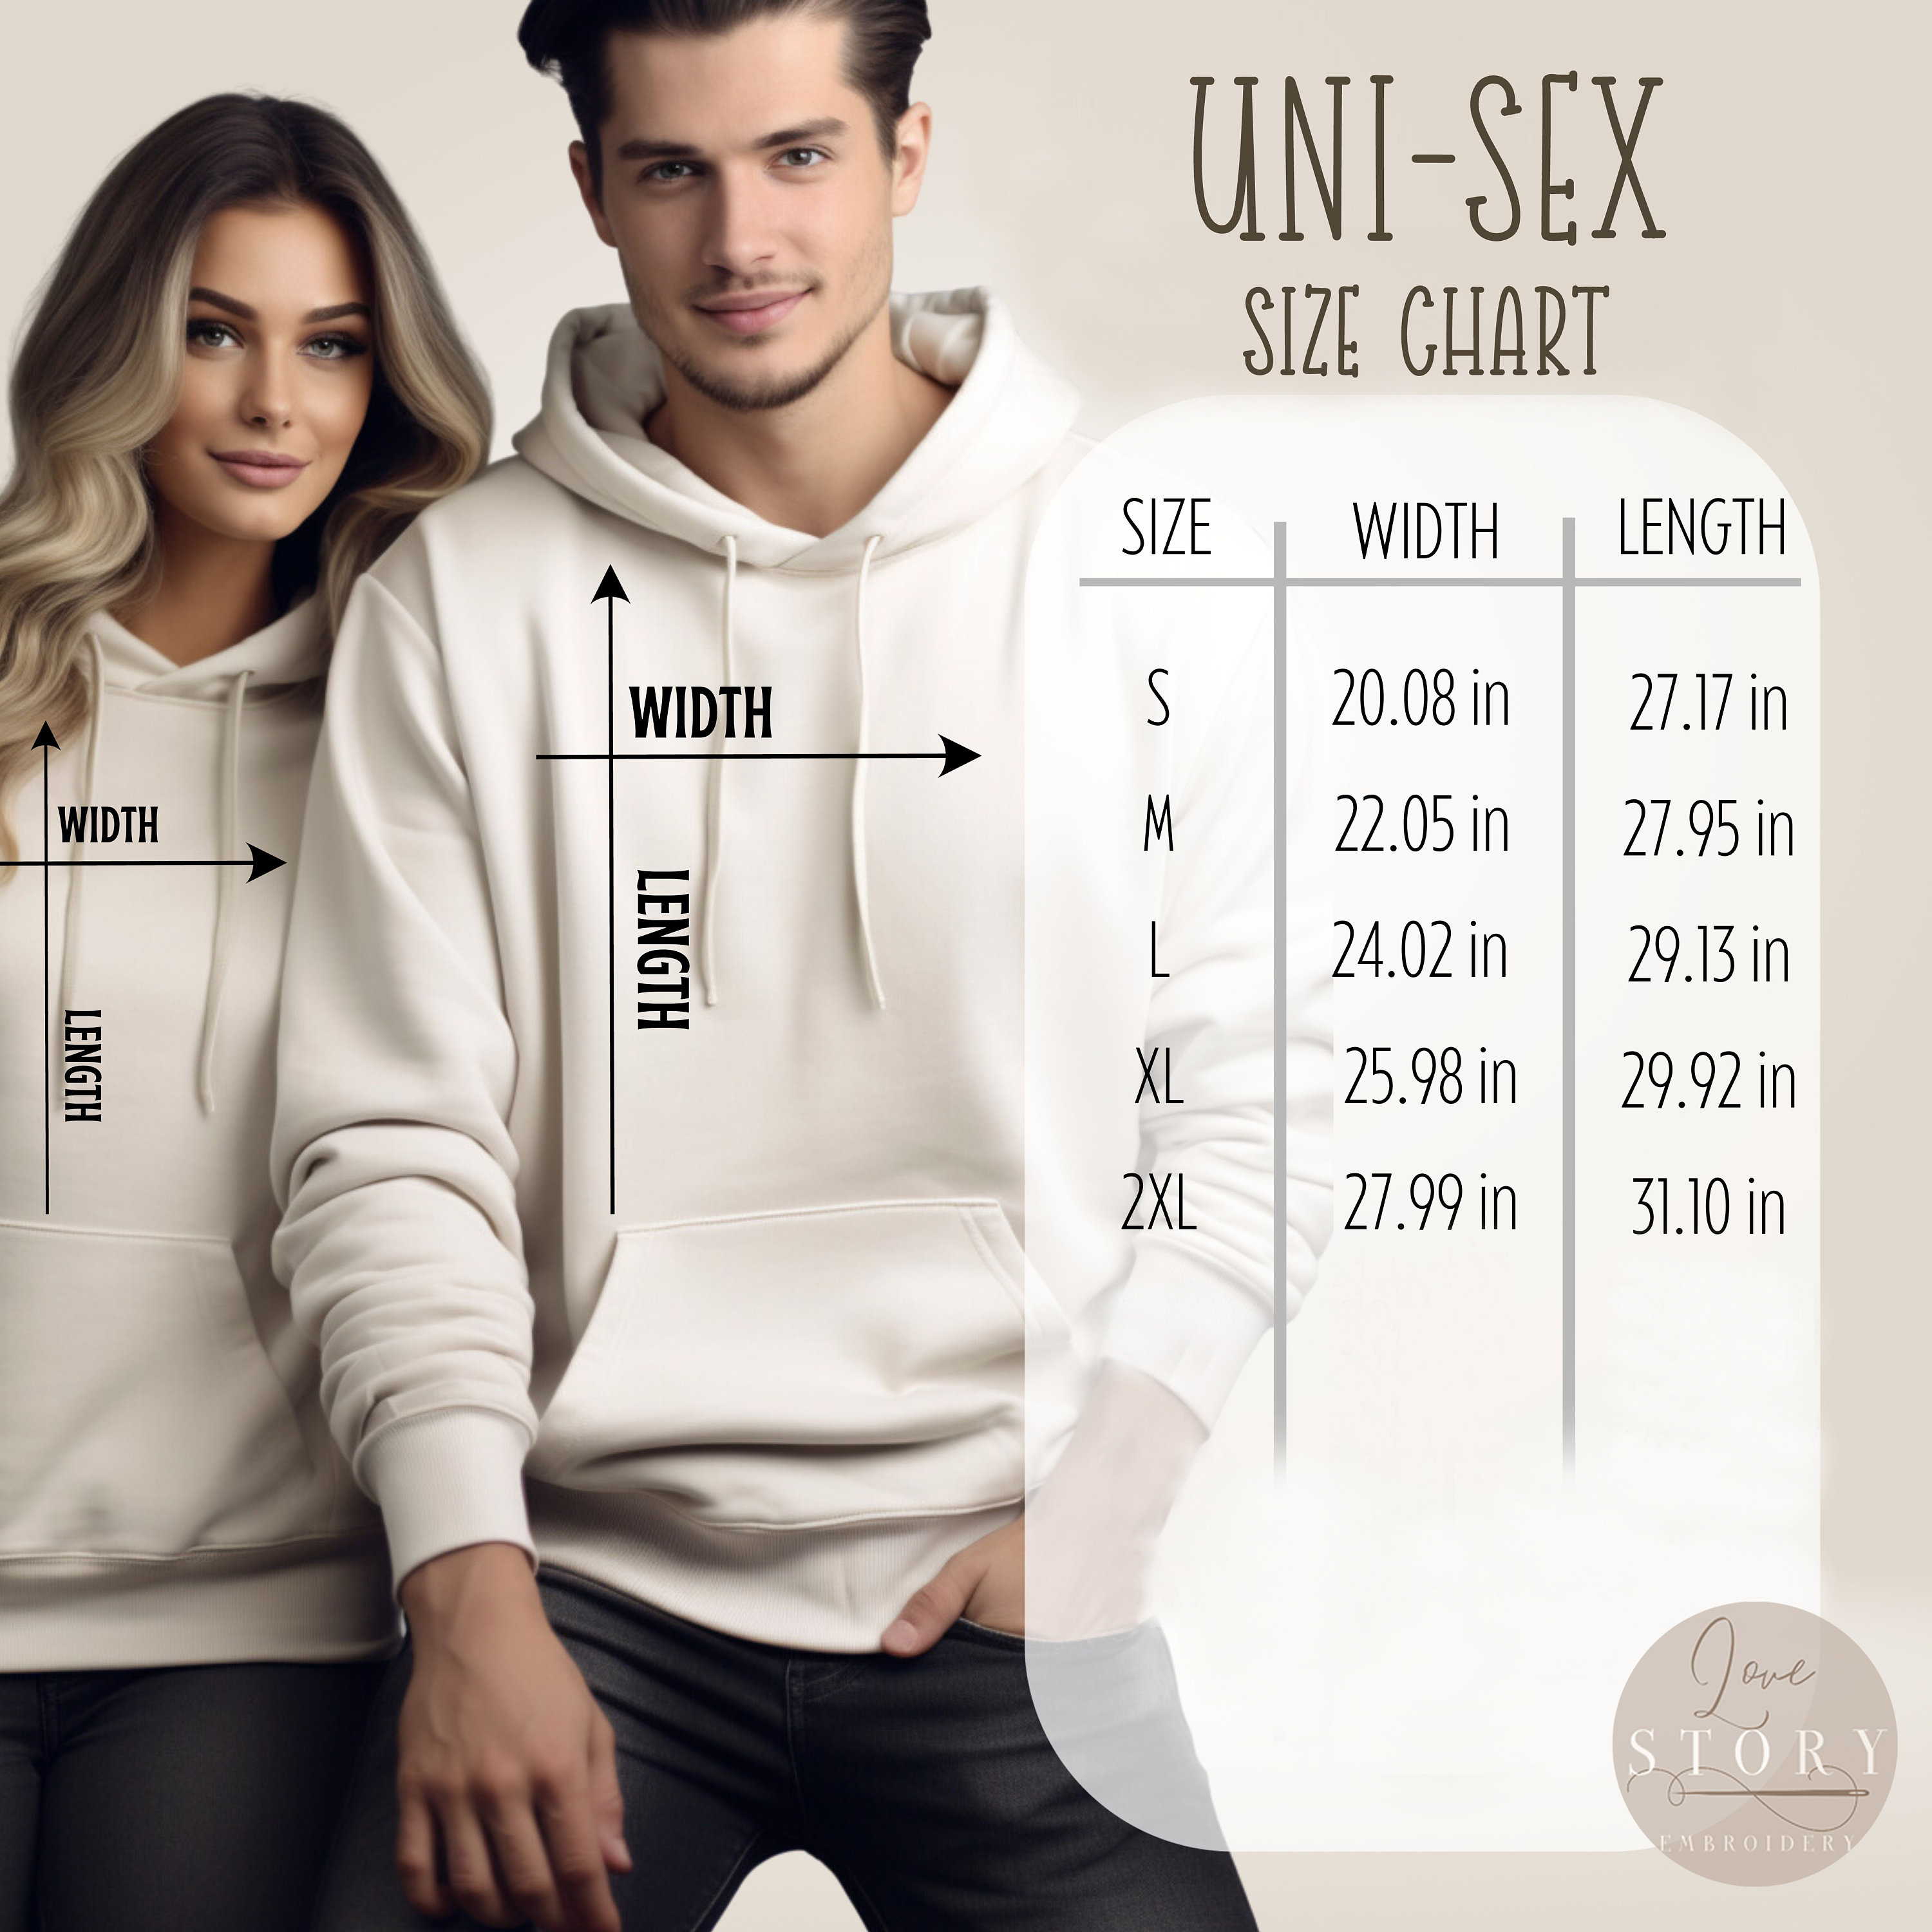 UNI-SEX
SIZE CHART
SIZE WIDTH LENGTH
S 20.08 in 27.17 in
M 22.05 in 27.95 in
L 24.02 in 29.13 in
XL 25.98 in 29.92 in
2XL 27.99 in 31.10 in
WIDTH
LENGTH
WIDTH
LENGTH
Love
STORY
EMBROIDERY